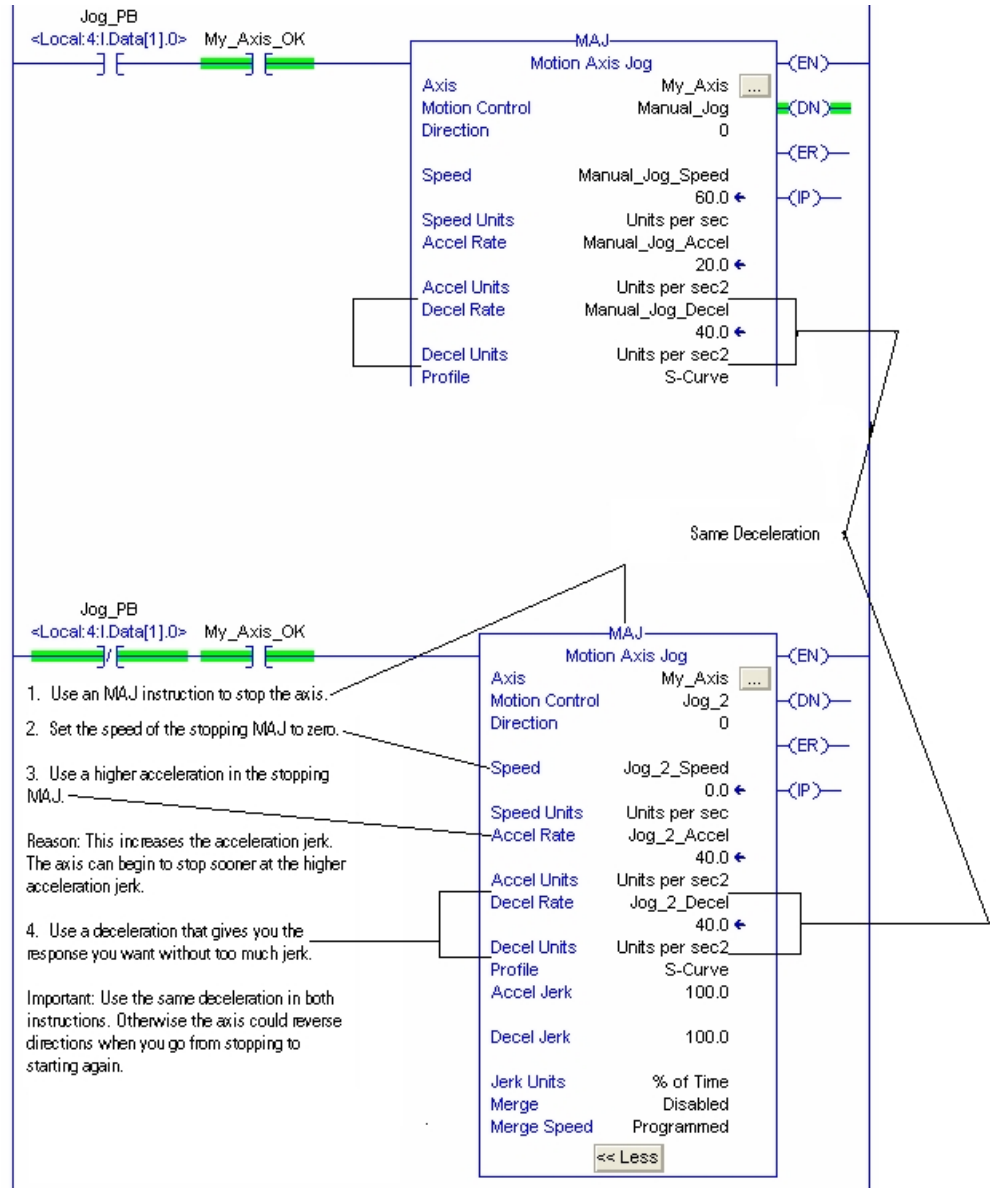 Jog_PB
<Local:4:I.Data[1].0> My_Axis_OK
MAJ
Motion Axis Jog
Axis My_Axis ...
Motion Control Manual_Jog
Direction 0
Speed Manual_Jog_Speed
60.0
Speed Units Units per sec
Accel Rate Manual_Jog_Accel
20.0
Accel Units Units per sec2
Decel Rate Manual_Jog_Decel
40.0
Decel Units Units per sec2
Profile S-Curve
EN
DN
ER
IP
Same Deceleration
Jog_PB
<Local:4:I.Data[1].0> My_Axis_OK
1. Use an MAJ instruction to stop the axis.
2. Set the speed of the stopping MAJ to zero.
3. Use a higher acceleration in the stopping
MAJ.
Reason: This increases the acceleration jerk.
The axis can begin to stop sooner at the higher
acceleration jerk.
4. Use a deceleration that gives you the
response you want without too much jerk.
Important: Use the same deceleration in both
instructions. Otherwise the axis could reverse
directions when you go from stopping to
starting again.
MAJ
Motion Axis Jog
Axis My_Axis ...
Motion Control Jog_2
Direction 0
Speed Jog_2_Speed
0.0
Speed Units Units per sec
Accel Rate Jog_2_Accel
40.0
Accel Units Units per sec2
Decel Rate Jog_2_Decel
40.0
Decel Units Units per sec2
Profile S-Curve
Accel Jerk 100.0
Decel Jerk 100.0
Jerk Units % of Time
Merge Disabled
Merge Speed Programmed
<< Less
EN
DN
ER
IP